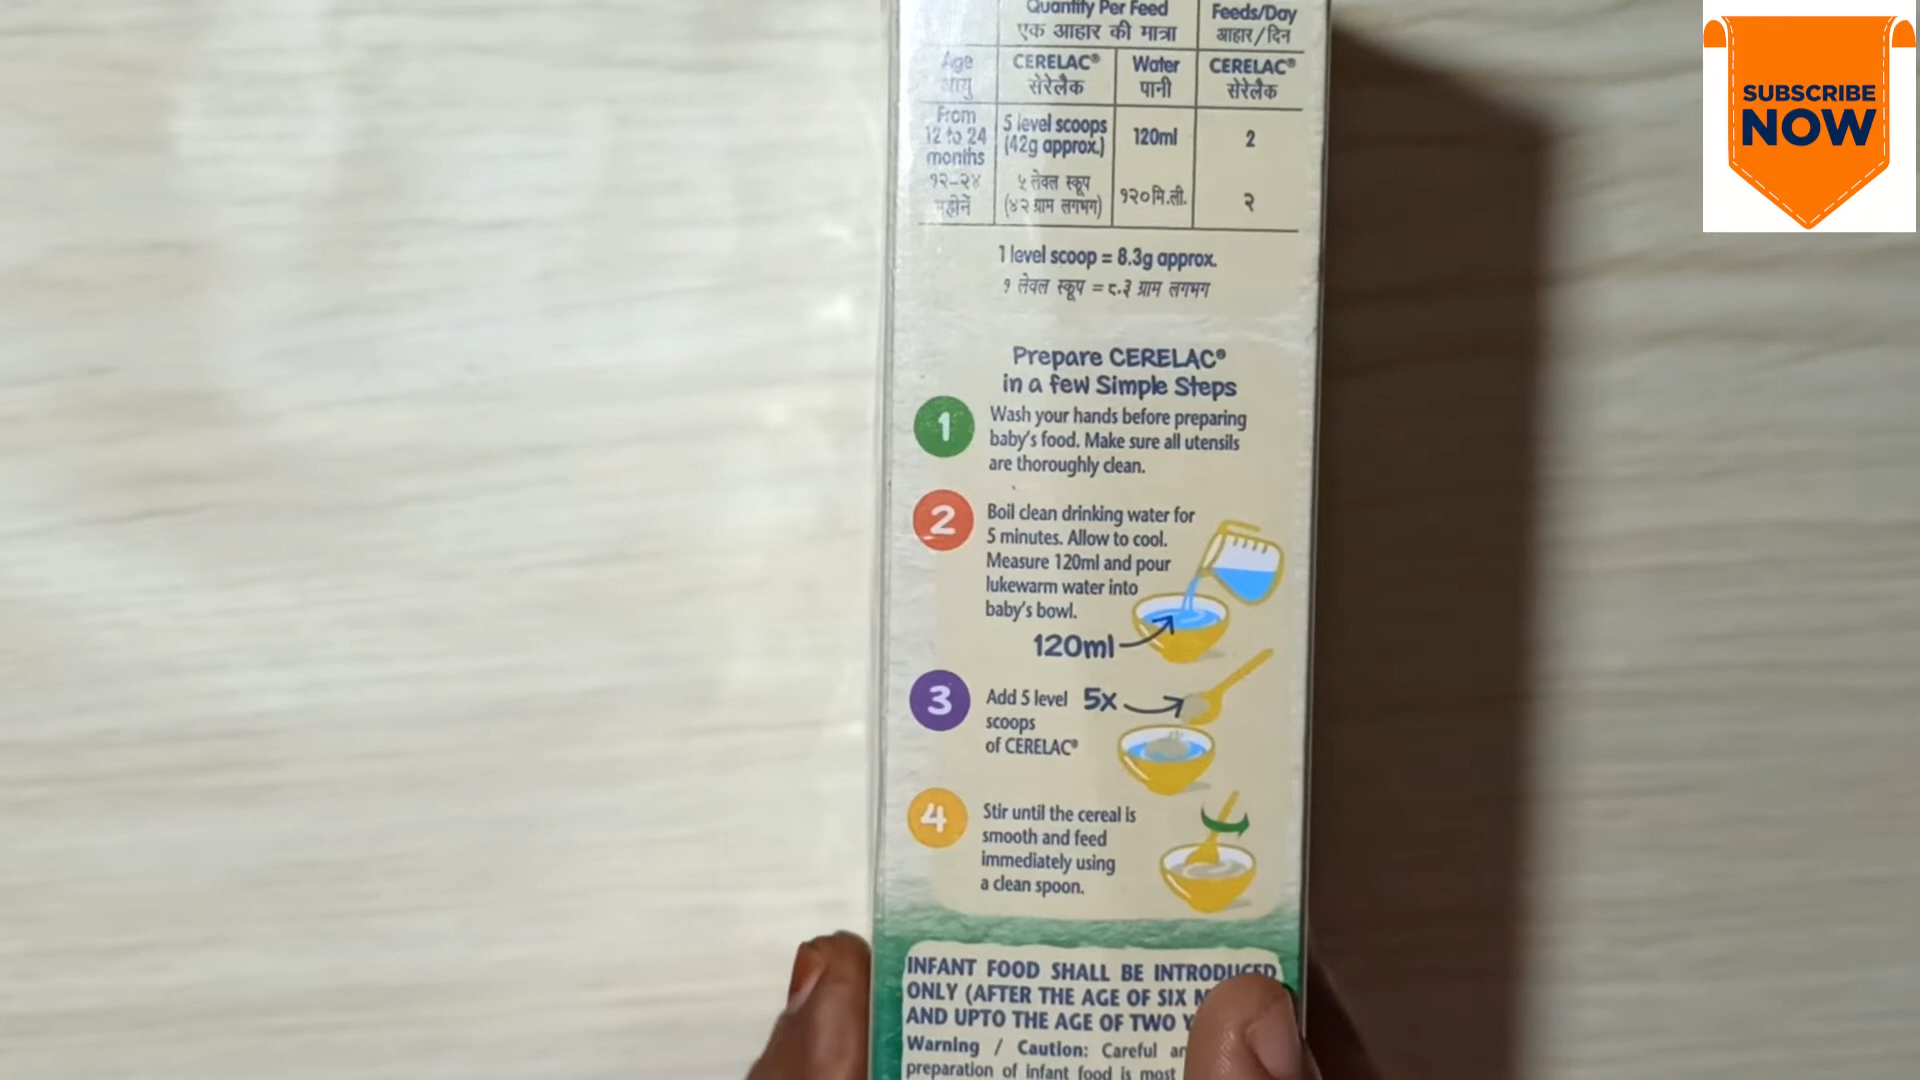 Quantity Per Feed
एक आहार की मात्रा
Feeds/Day
आहार/दिन
Age
आयु
CERELAC®
सेरेलैक
Water
पानी
CERELAC®
सेरेलैक
From
12 to 24
months
5 level scoops
(42g approx.)
120ml
2
१२–२४
महीनें
५ लेवल स्कूप
(४२ ग्राम लगभग)
१२०मि.ली.
२
1 level scoop = 8.3g approx.
१ लेवल स्कूप = ८.३ ग्राम लगभग
Prepare CERELAC®
in a few Simple Steps
1
Wash your hands before preparing
baby's food. Make sure all utensils
are thoroughly clean.
2
Boil clean drinking water for
5 minutes. Allow to cool.
Measure 120ml and pour
lukewarm water into
baby's bowl.
120ml
3
Add 5 level
scoops
of CERELAC®
5x
4
Stir until the cereal is
smooth and feed
immediately using
a clean spoon.
INFANT FOOD SHALL BE INTRODUCED
ONLY (AFTER THE AGE OF SIX
AND UPTO THE AGE OF TWO
Warning / Caution: Careful
preparation of infant food is most
SUBSCRIBE
NOW